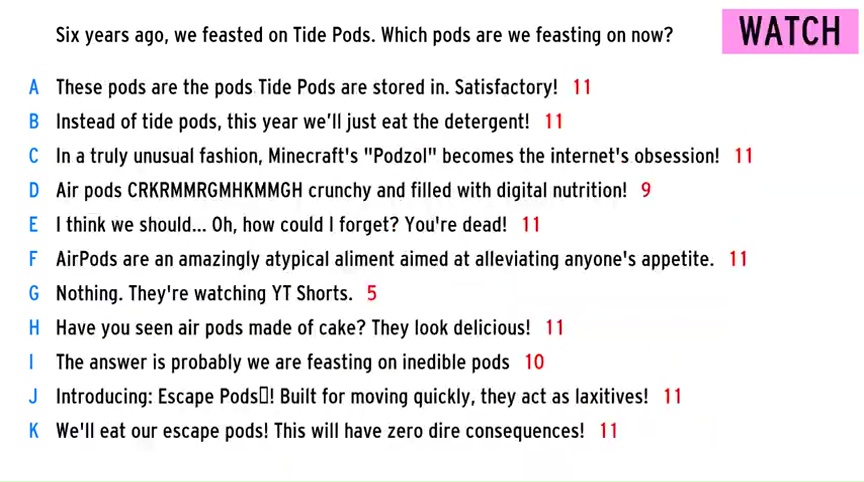 Six years ago, we feasted on Tide Pods. Which pods are we feasting on now?
WATCH
A These pods are the pods Tide Pods are stored in. Satisfactory! 11
B Instead of tide pods, this year we'll just eat the detergent! 11
C In a truly unusual fashion, Minecraft's "Podzol" becomes the internet's obsession! 11
D Air pods CRKRMMRGMHKMMGH crunchy and filled with digital nutrition! 9
E I think we should... Oh, how could I forget? You're dead! 11
F AirPods are an amazingly atypical aliment aimed at alleviating anyone's appetite. 11
G Nothing. They're watching YT Shorts. 5
H Have you seen air pods made of cake? They look delicious! 11
I The answer is probably we are feasting on inedible pods 10
J Introducing: Escape Pods▯! Built for moving quickly, they act as laxitives! 11
K We'll eat our escape pods! This will have zero dire consequences! 11